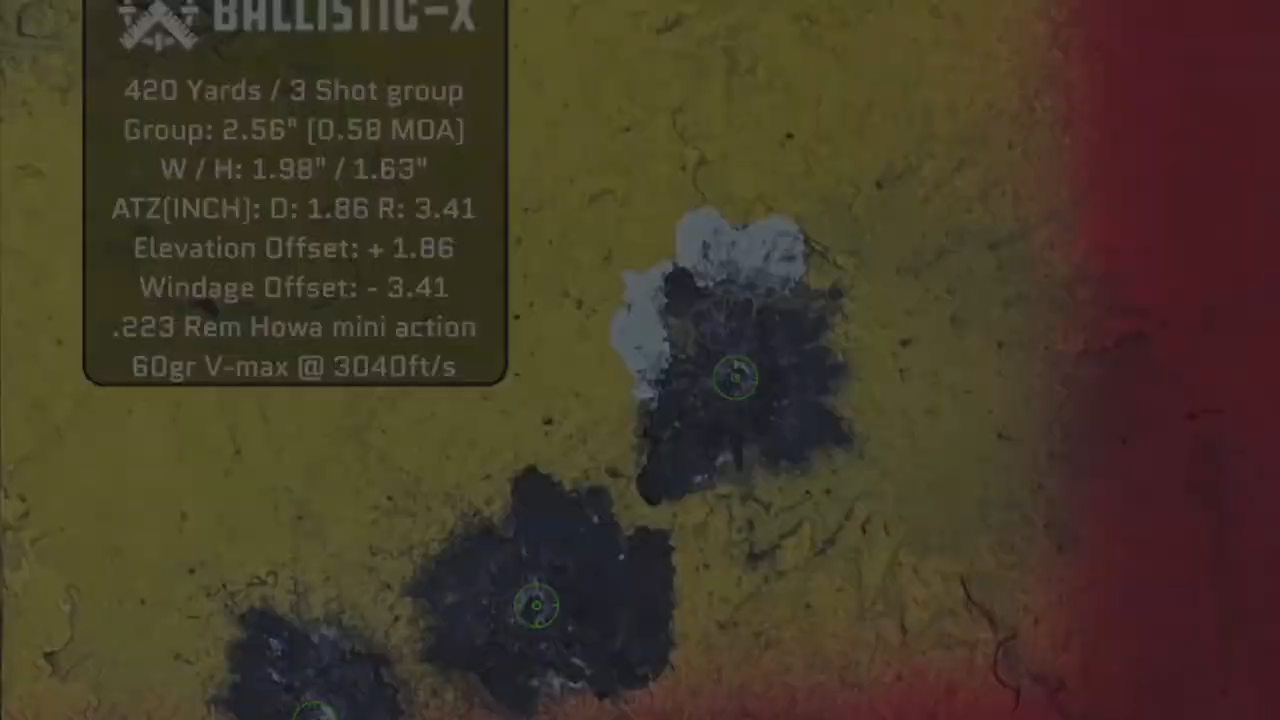 BALLISTIC-X
420 Yards / 3 Shot group
Group: 2.56" [0.58 MOA]
W / H: 1.98" / 1.63"
ATZ(INCH): D: 1.86 R: 3.41
Elevation Offset: + 1.86
Windage Offset: - 3.41
.223 Rem Howa mini action
60gr V-max @ 3040ft/s